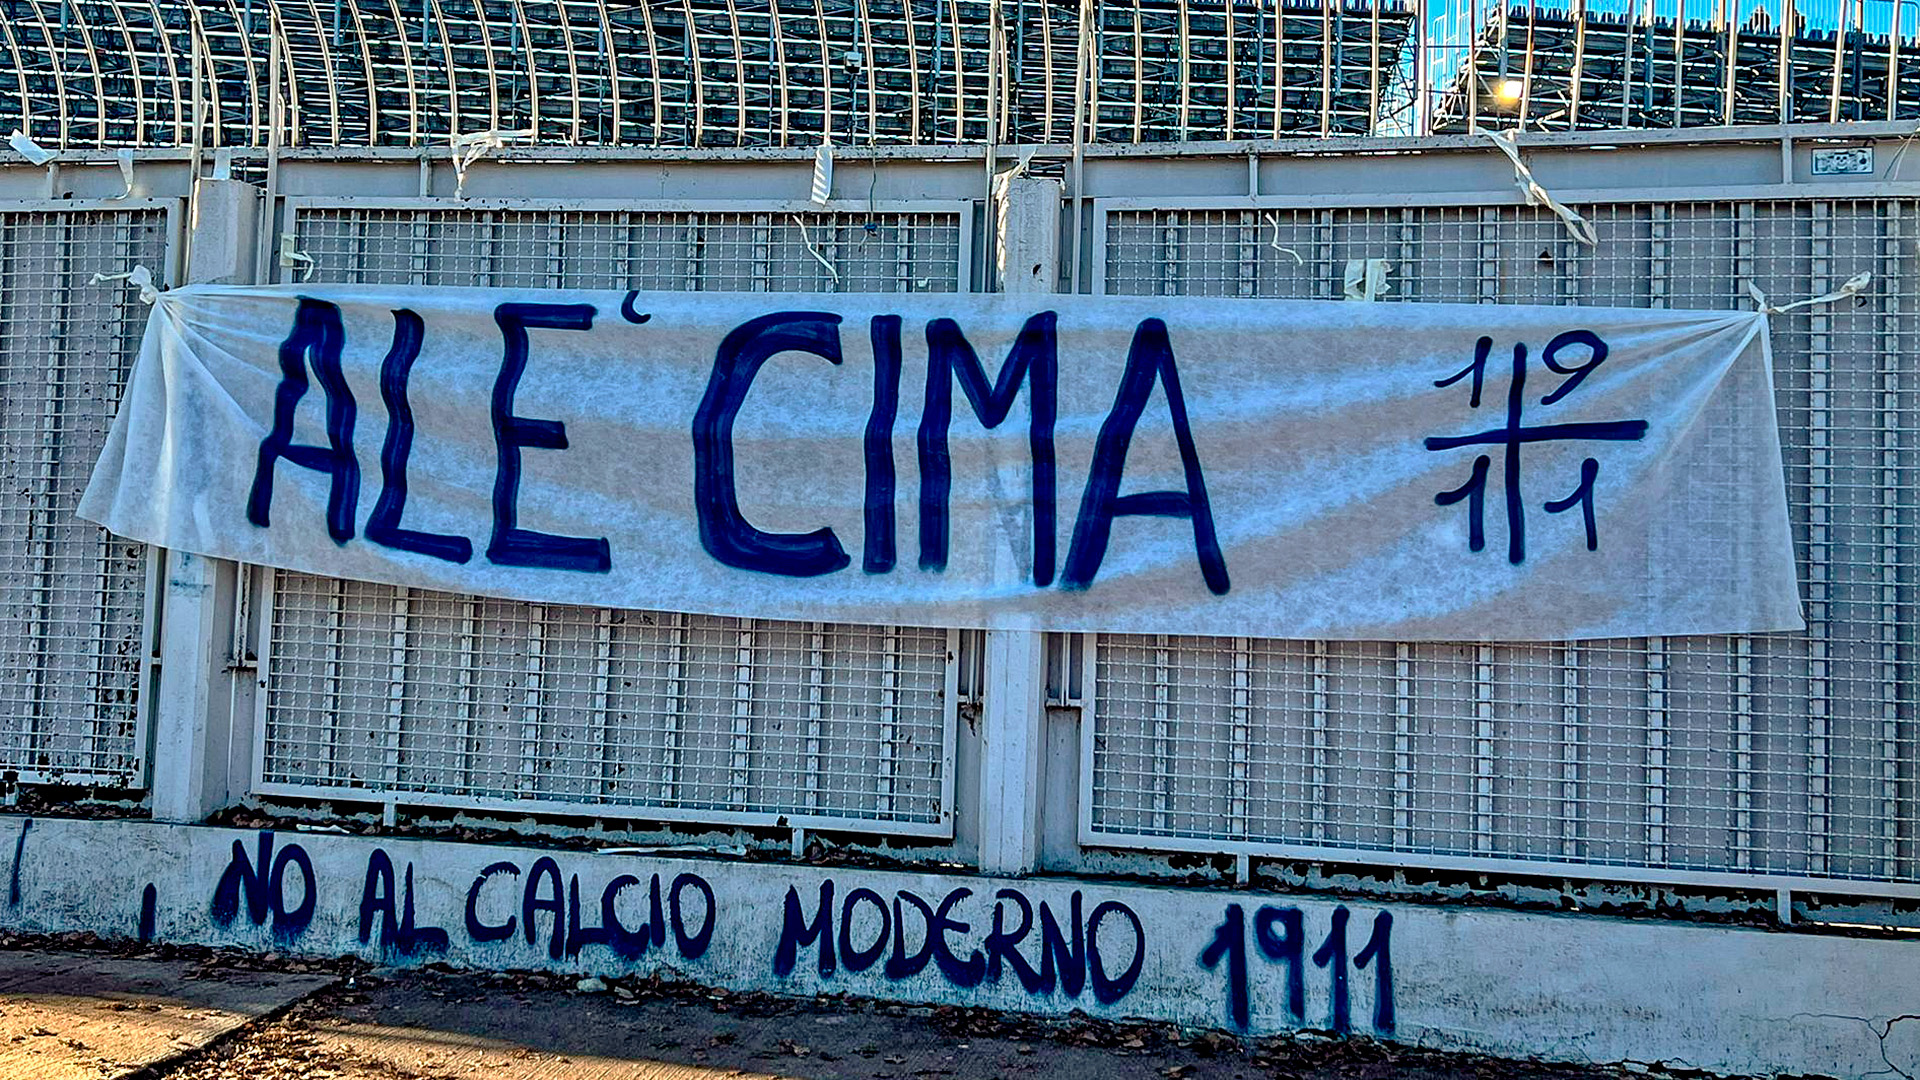 ALE' CIMA
19
11
NO AL CALCIO MODERNO 1911